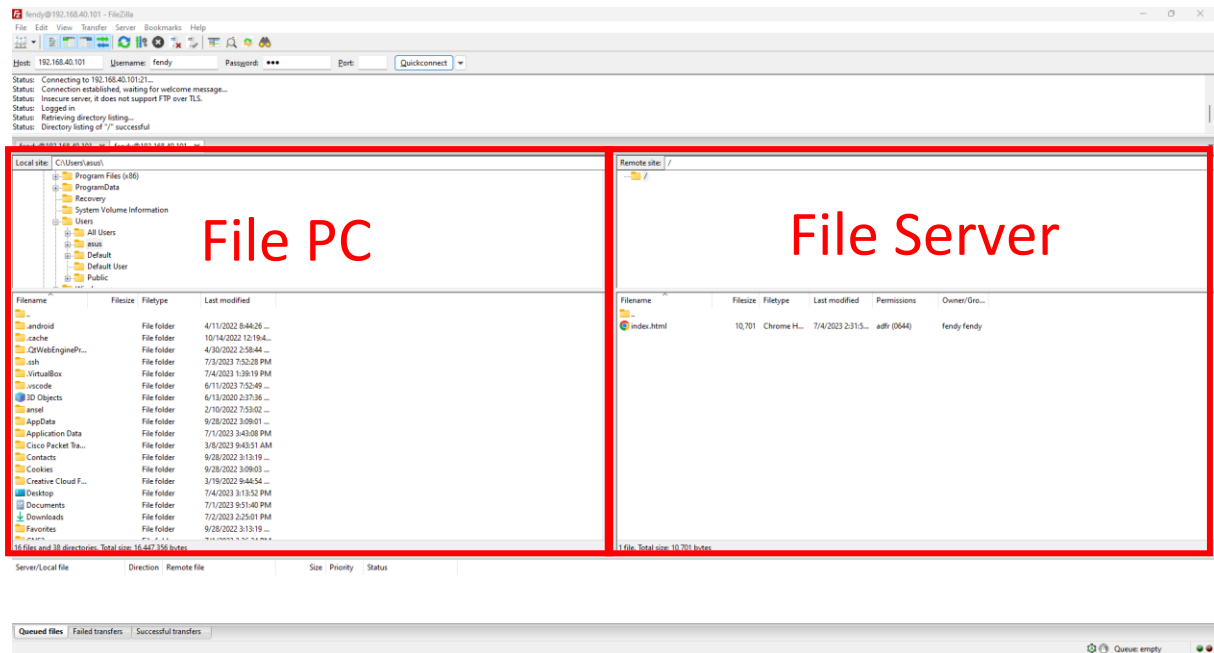 fendy@192.168.40.101 - FileZilla
File Edit View Transfer Server Bookmarks Help
Host: 192.168.40.101 Username: fendy Password: ●●● Port: Quickconnect
Status: Connecting to 192.168.40.101:21...
Status: Connection established, waiting for welcome message...
Status: Insecure server, it does not support FTP over TLS.
Status: Logged in
Status: Retrieving directory listing...
Status: Directory listing of "/" successful
fendy@192.168.40.101 fendy@192.168.40.101
Local site: C:\Users\asus\
Program Files (x86)
ProgramData
Recovery
System Volume Information
Users
All Users
asus
Default
Default User
Public
File PC
Filename Filesize Filetype Last modified
..
.android File folder 4/11/2022 8:44:26 ...
.cache File folder 10/14/2022 12:19:4...
.QtWebEnginePr... File folder 4/30/2022 2:58:44 ...
.ssh File folder 7/3/2023 7:52:28 PM
.VirtualBox File folder 7/4/2023 1:39:19 PM
.vscode File folder 6/11/2023 7:52:49 ...
3D Objects File folder 6/13/2020 2:37:36 ...
ansel File folder 2/10/2022 7:53:02 ...
AppData File folder 9/28/2022 3:09:01 ...
Application Data File folder 7/1/2023 3:43:08 PM
Cisco Packet Tra... File folder 3/8/2023 9:43:51 AM
Contacts File folder 9/28/2022 3:13:19 ...
Cookies File folder 9/28/2022 3:09:03 ...
Creative Cloud F... File folder 3/19/2022 9:44:54 ...
Desktop File folder 7/4/2023 3:13:52 PM
Documents File folder 7/1/2023 9:51:40 PM
Downloads File folder 7/2/2023 2:25:01 PM
Favorites File folder 9/28/2022 3:13:19 ...
16 files and 38 directories. Total size: 16,447,356 bytes
Remote site: /
/
File Server
Filename Filesize Filetype Last modified Permissions Owner/Gro...
..
index.html 10,701 Chrome H... 7/4/2023 2:31:5... adfr (0644) fendy fendy
1 file. Total size: 10,701 bytes
Server/Local file Direction Remote file Size Priority Status
Queued files Failed transfers Successful transfers
Queue: empty